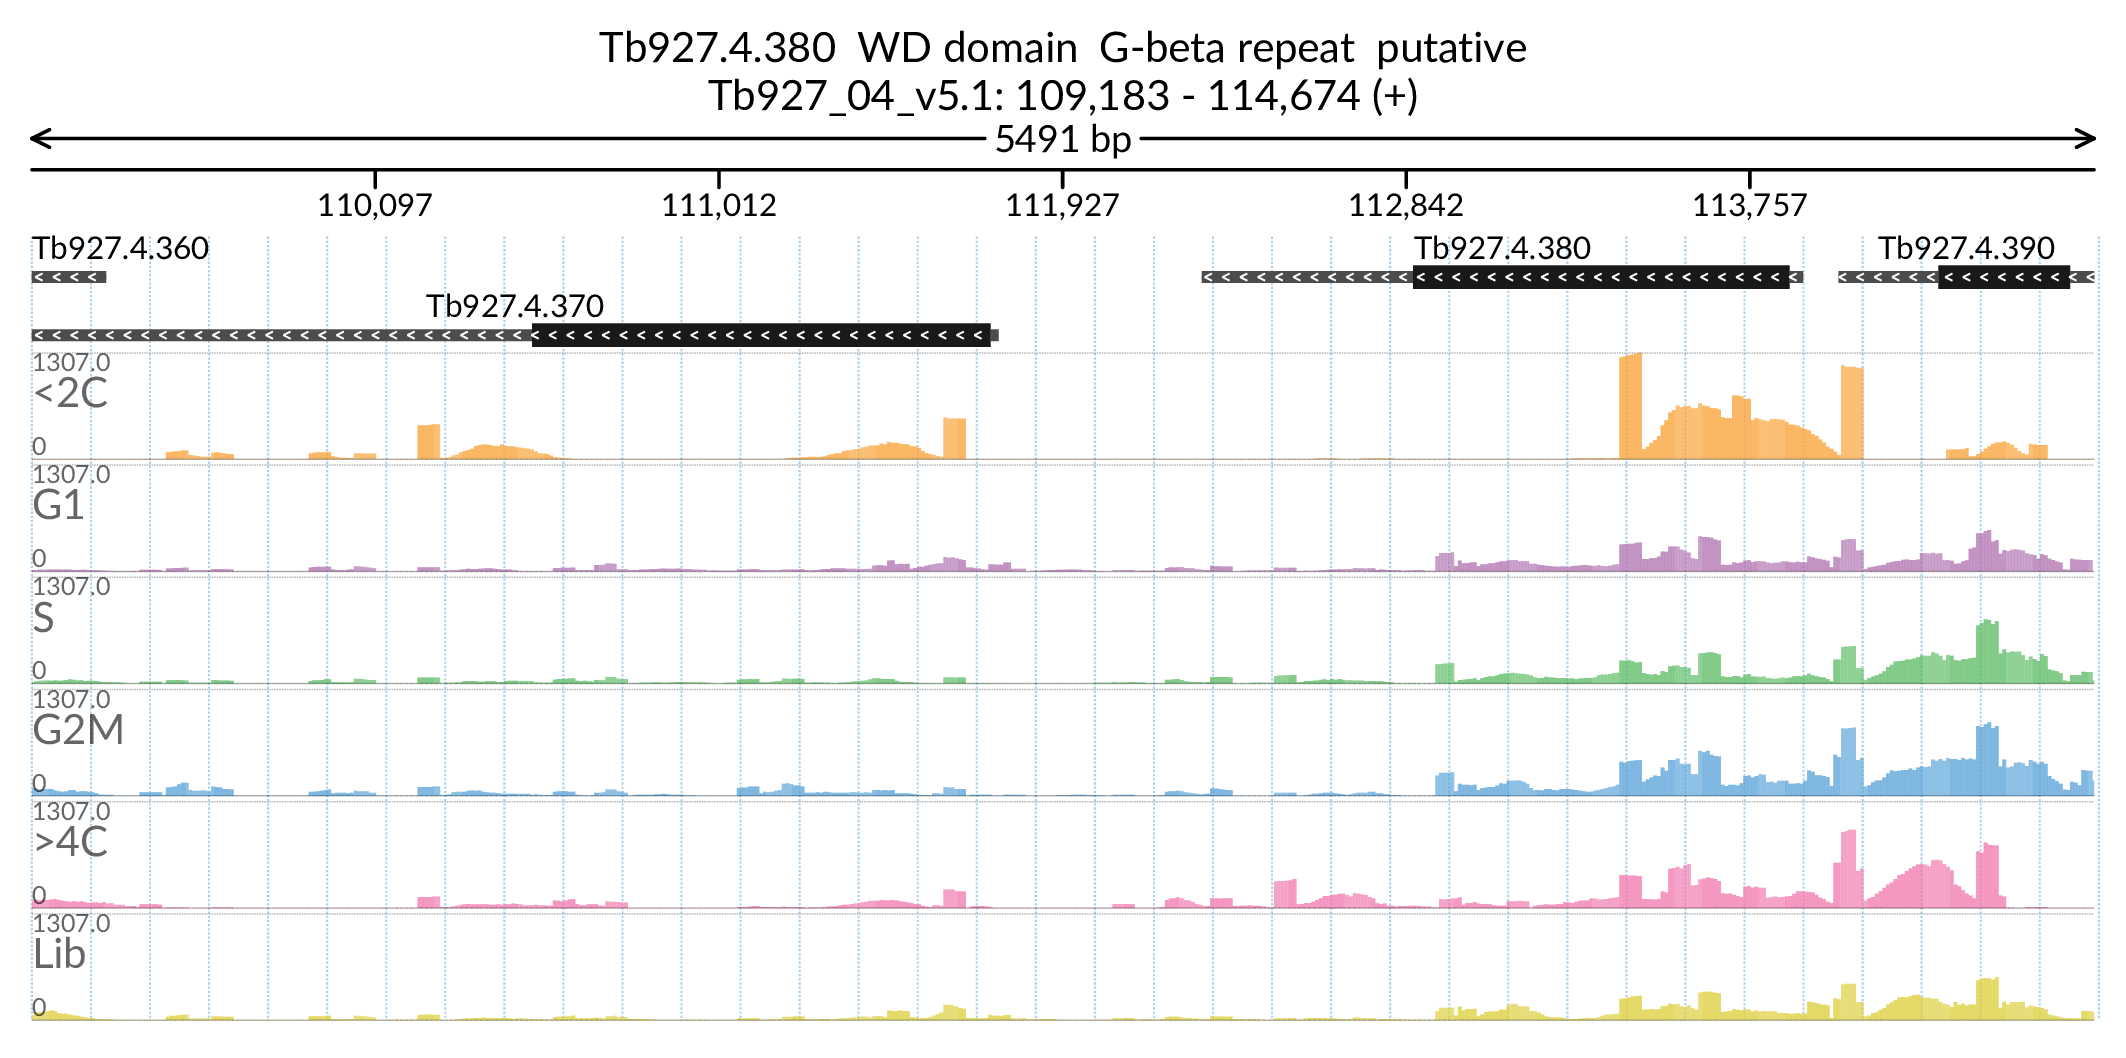 Tb927.4.380  WD domain  G-beta repeat  putative
Tb927_04_v5.1: 109,183 - 114,674 (+)
5491 bp
110,097 111,012 111,927 112,842 113,757
Tb927.4.360 Tb927.4.380 Tb927.4.390
Tb927.4.370
1307.0
<2C
0
1307.0
G1
0
1307.0
S
0
1307.0
G2M
0
1307.0
>4C
0
1307.0
Lib
0